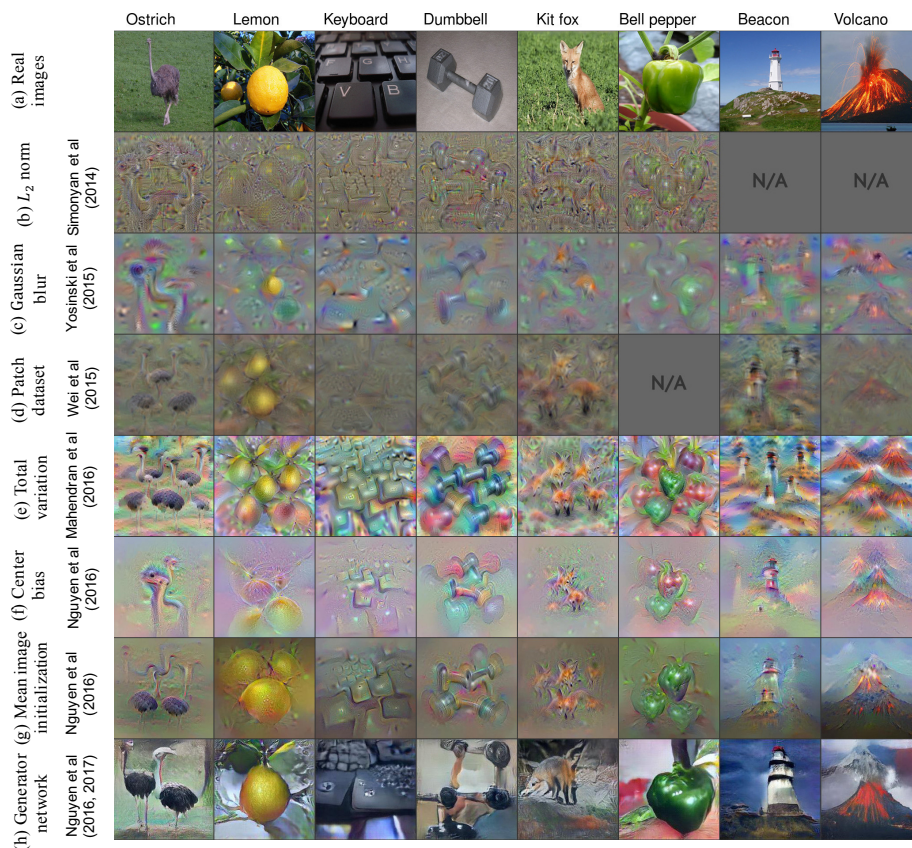 Ostrich Lemon Keyboard Dumbbell Kit fox Bell pepper Beacon Volcano
(a) Real
images
F G H
V B
(b) L₂ norm
Simonyan et al
(2014)
N/A N/A
(c) Gaussian
blur
Yosinski et al
(2015)
(d) Patch
dataset
Wei et al
(2015)
N/A
(e) Total
variation
Mahendran et al
(2016)
(f) Center
bias
Nguyen et al
(2016)
(g) Mean image
initialization
Nguyen et al
(2016)
(h) Generator
network
Nguyen et al
(2016, 2017)